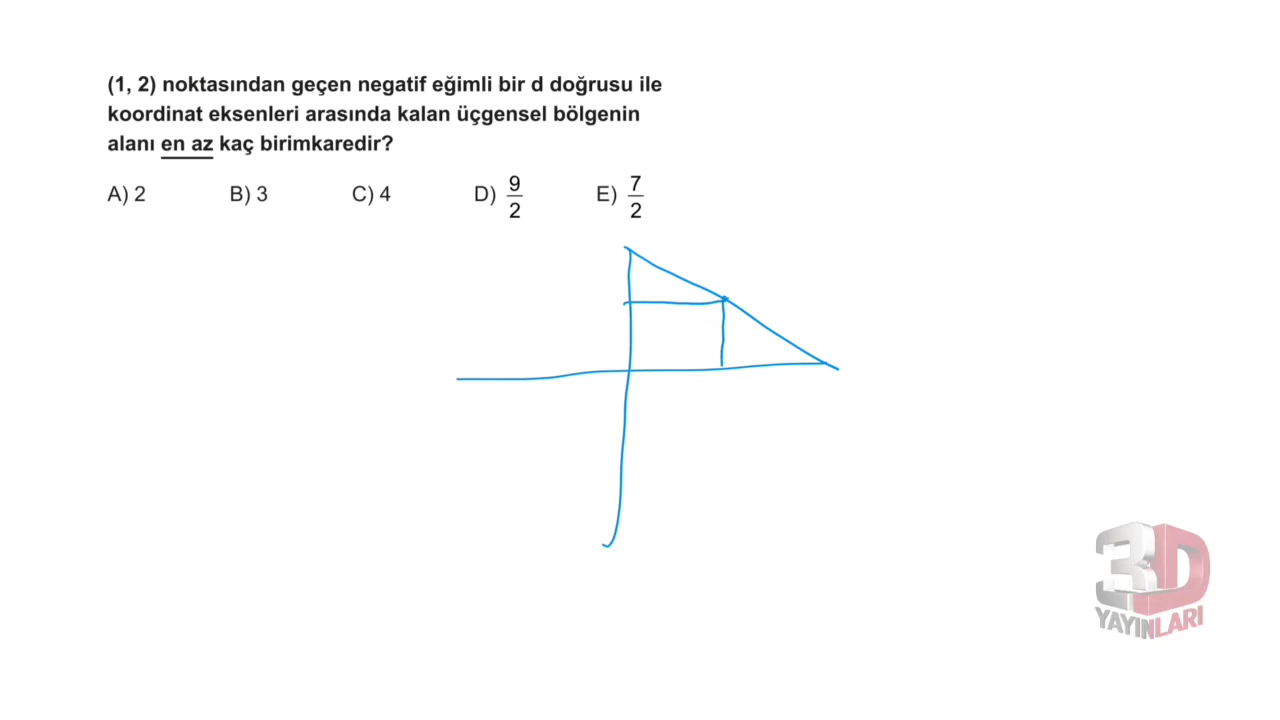 (1, 2) noktasından geçen negatif eğimli bir d doğrusu ile
koordinat eksenleri arasında kalan üçgensel bölgenin
alanı en az kaç birimkaredir?
A) 2 B) 3 C) 4 D) 9/2 E) 7/2
3D
YAYINLARI